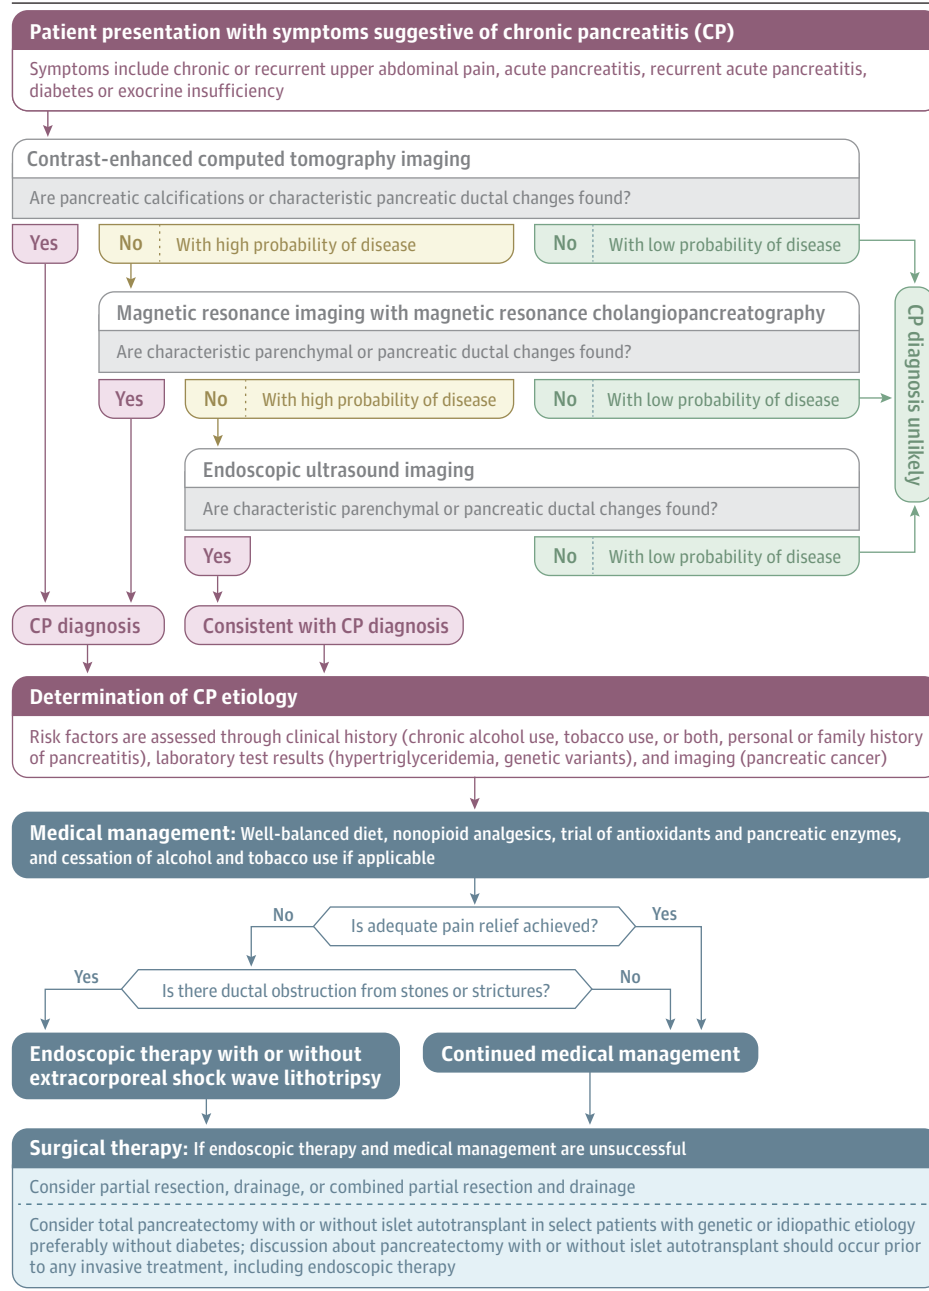 Patient presentation with symptoms suggestive of chronic pancreatitis (CP)
Symptoms include chronic or recurrent upper abdominal pain, acute pancreatitis, recurrent acute pancreatitis,
diabetes or exocrine insufficiency
Contrast-enhanced computed tomography imaging
Are pancreatic calcifications or characteristic pancreatic ductal changes found?
Yes
No With high probability of disease
No With low probability of disease
Magnetic resonance imaging with magnetic resonance cholangiopancreatography
Are characteristic parenchymal or pancreatic ductal changes found?
Yes
No With high probability of disease
No With low probability of disease
CP diagnosis unlikely
Endoscopic ultrasound imaging
Are characteristic parenchymal or pancreatic ductal changes found?
Yes
No With low probability of disease
CP diagnosis
Consistent with CP diagnosis
Determination of CP etiology
Risk factors are assessed through clinical history (chronic alcohol use, tobacco use, or both, personal or family history
of pancreatitis), laboratory test results (hypertriglyceridemia, genetic variants), and imaging (pancreatic cancer)
Medical management: Well-balanced diet, nonopioid analgesics, trial of antioxidants and pancreatic enzymes,
and cessation of alcohol and tobacco use if applicable
No
Is adequate pain relief achieved?
Yes
Yes
Is there ductal obstruction from stones or strictures?
No
Endoscopic therapy with or without
extracorporeal shock wave lithotripsy
Continued medical management
Surgical therapy: If endoscopic therapy and medical management are unsuccessful
Consider partial resection, drainage, or combined partial resection and drainage
Consider total pancreatectomy with or without islet autotransplant in select patients with genetic or idiopathic etiology
preferably without diabetes; discussion about pancreatectomy with or without islet autotransplant should occur prior
to any invasive treatment, including endoscopic therapy